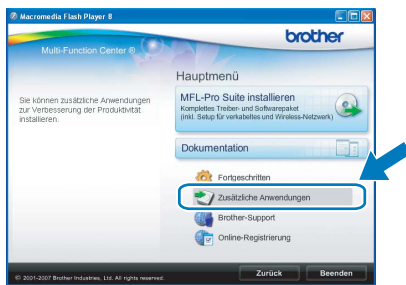 Macromedia Flash Player 8
brother
Multi-Function Center ®
Hauptmenü
Sie können zusätzliche Anwendungen
zur Verbesserung der Produktivität
installieren.
MFL-Pro Suite installieren
Komplettes Treiber- und Softwarepaket
(inkl. Setup für verkabeltes und Wireless-Netzwerk)
Dokumentation
Fortgeschritten
Zusätzliche Anwendungen
Brother-Support
Online-Registrierung
© 2001-2007 Brother Industries, Ltd. All rights reserved.
Zurück
Beenden